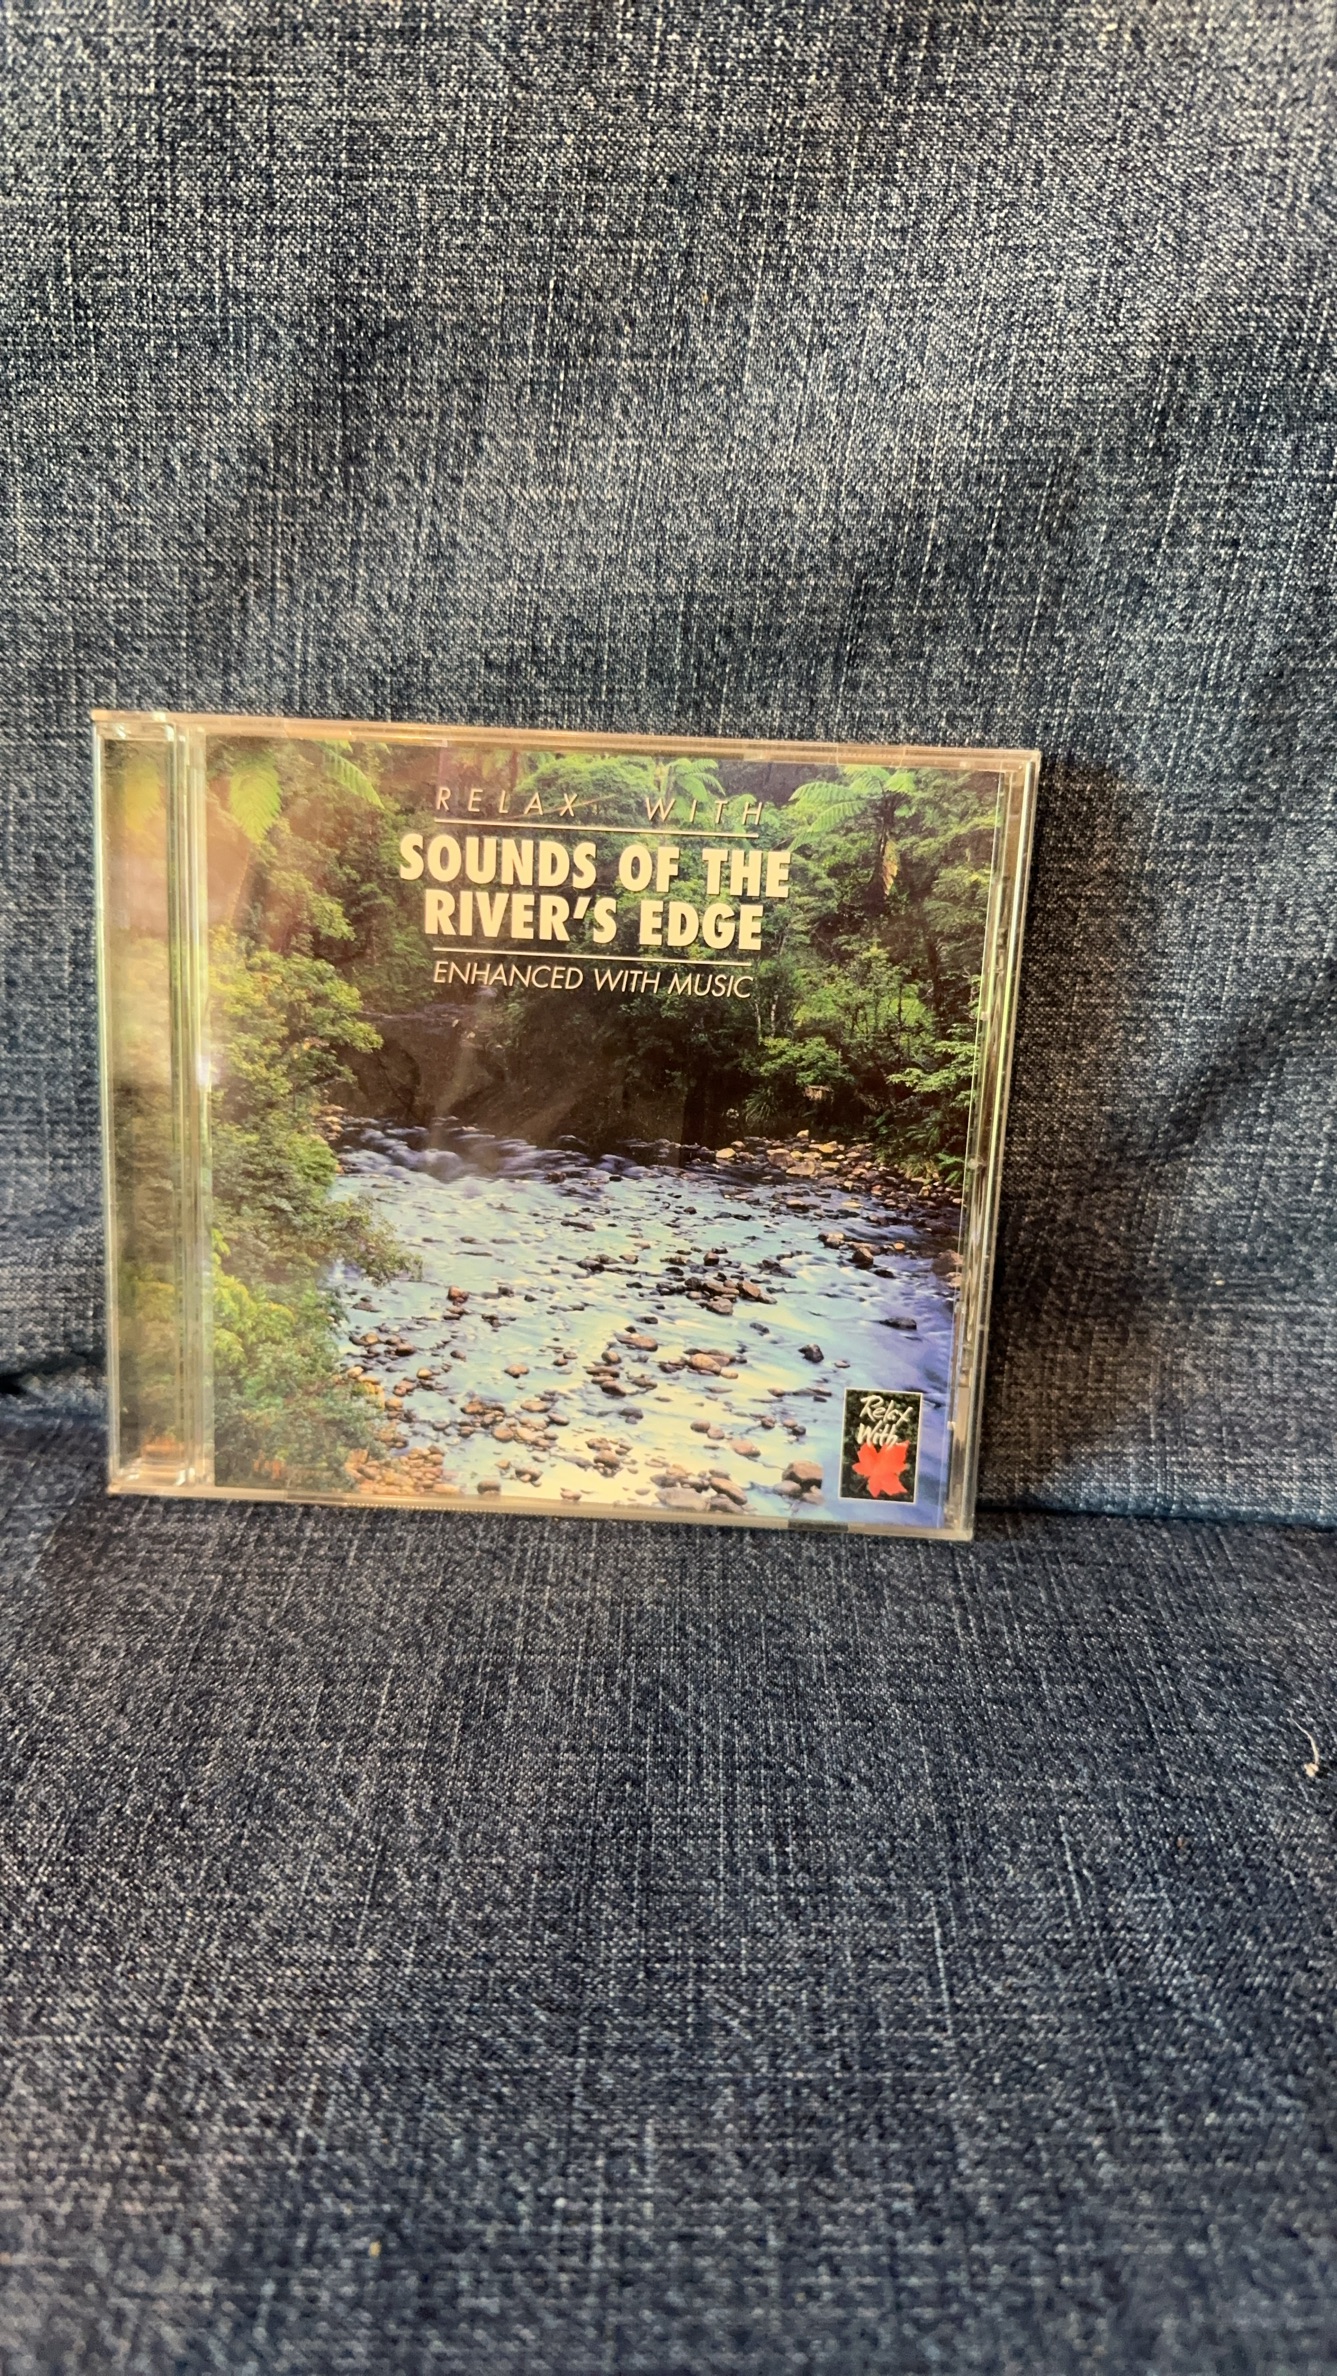 RELAX WITH
SOUNDS OF THE
RIVER'S EDGE
ENHANCED WITH MUSIC
Relax
With